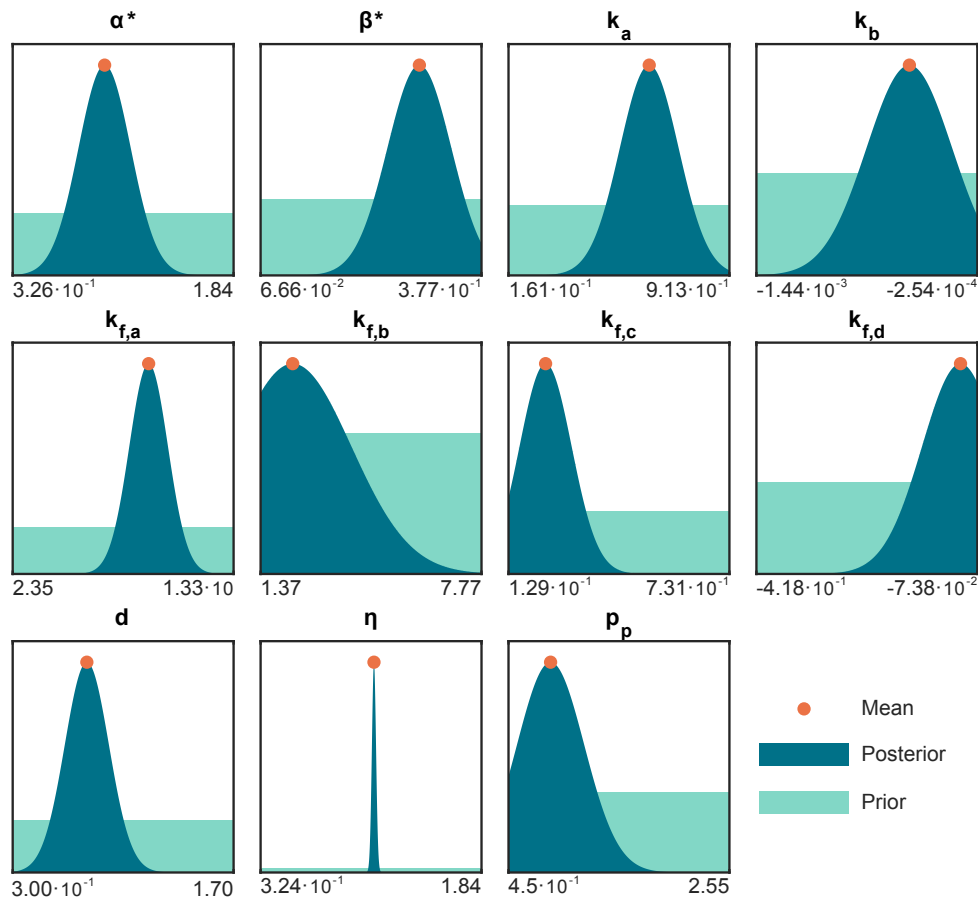 α* β* kₐ k_b
3.26·10⁻¹ 1.84 6.66·10⁻² 3.77·10⁻¹ 1.61·10⁻¹ 9.13·10⁻¹ -1.44·10⁻³ -2.54·10⁻⁴
k_f,a k_f,b k_f,c k_f,d
2.35 1.33·10 1.37 7.77 1.29·10⁻¹ 7.31·10⁻¹ -4.18·10⁻¹ -7.38·10⁻²
d η p_p
3.00·10⁻¹ 1.70 3.24·10⁻¹ 1.84 4.5·10⁻¹ 2.55
Mean
Posterior
Prior